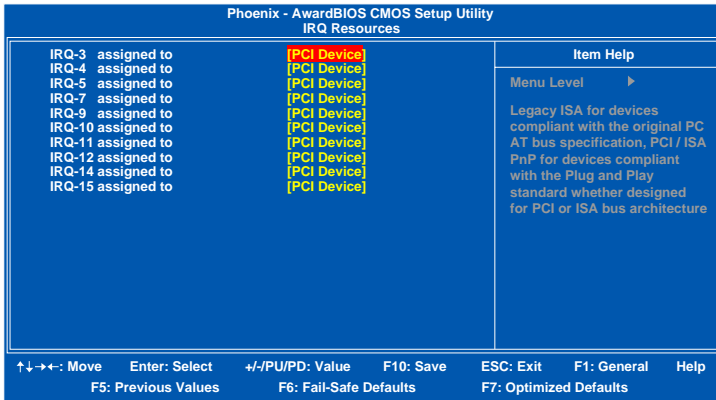 Phoenix - AwardBIOS CMOS Setup Utility
IRQ Resources
IRQ-3 assigned to [PCI Device]
IRQ-4 assigned to [PCI Device]
IRQ-5 assigned to [PCI Device]
IRQ-7 assigned to [PCI Device]
IRQ-9 assigned to [PCI Device]
IRQ-10 assigned to [PCI Device]
IRQ-11 assigned to [PCI Device]
IRQ-12 assigned to [PCI Device]
IRQ-14 assigned to [PCI Device]
IRQ-15 assigned to [PCI Device]
Item Help
Menu Level
Legacy ISA for devices
compliant with the original PC
AT bus specification, PCI / ISA
PnP for devices compliant
with the Plug and Play
standard whether designed
for PCI or ISA bus architecture
↑↓→←: Move Enter: Select +/-/PU/PD: Value F10: Save ESC: Exit F1: General Help
F5: Previous Values F6: Fail-Safe Defaults F7: Optimized Defaults